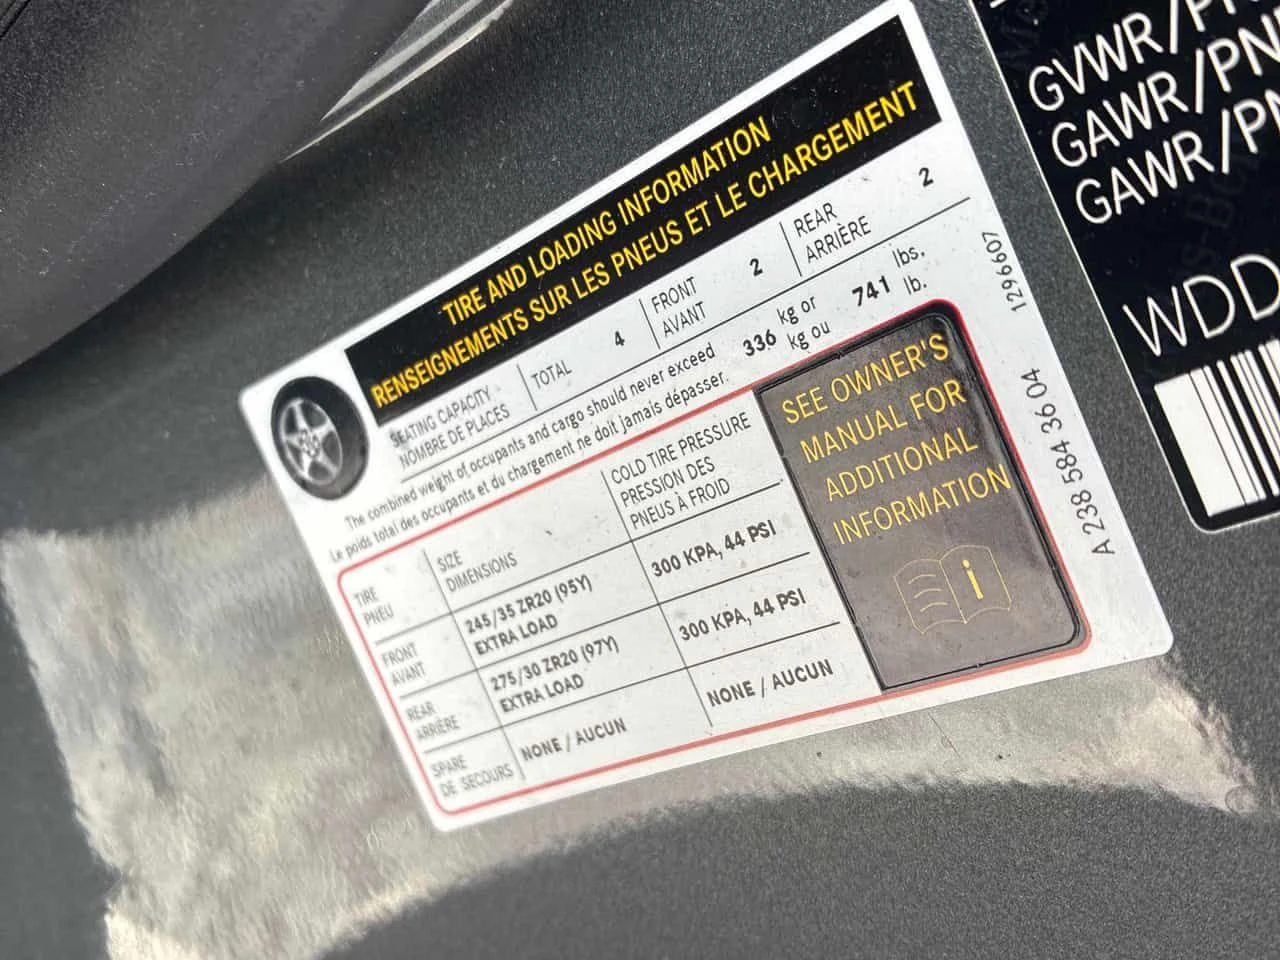 TIRE AND LOADING INFORMATION
RENSEIGNEMENTS SUR LES PNEUS ET LE CHARGEMENT
SEATING CAPACITY
NOMBRE DE PLACES
TOTAL 4
FRONT
AVANT
2
REAR
ARRIÈRE
2
The combined weight of occupants and cargo should never exceed 336 kg or 741 lbs.
Le poids total des occupants et du chargement ne doit jamais dépasser. kg ou lb.
TIRE
PNEU
SIZE
DIMENSIONS
COLD TIRE PRESSURE
PRESSION DES
PNEUS À FROID
FRONT
AVANT
245/35 ZR20 (95Y)
EXTRA LOAD
300 KPA, 44 PSI
REAR
ARRIÈRE
275/30 ZR20 (97Y)
EXTRA LOAD
300 KPA, 44 PSI
SPARE
DE SECOURS
NONE / AUCUN
NONE / AUCUN
SEE OWNER'S
MANUAL FOR
ADDITIONAL
INFORMATION
i
1296607
A 238 584 36 04
GVWR/PN
GAWR/PN
GAWR/PN
WDD